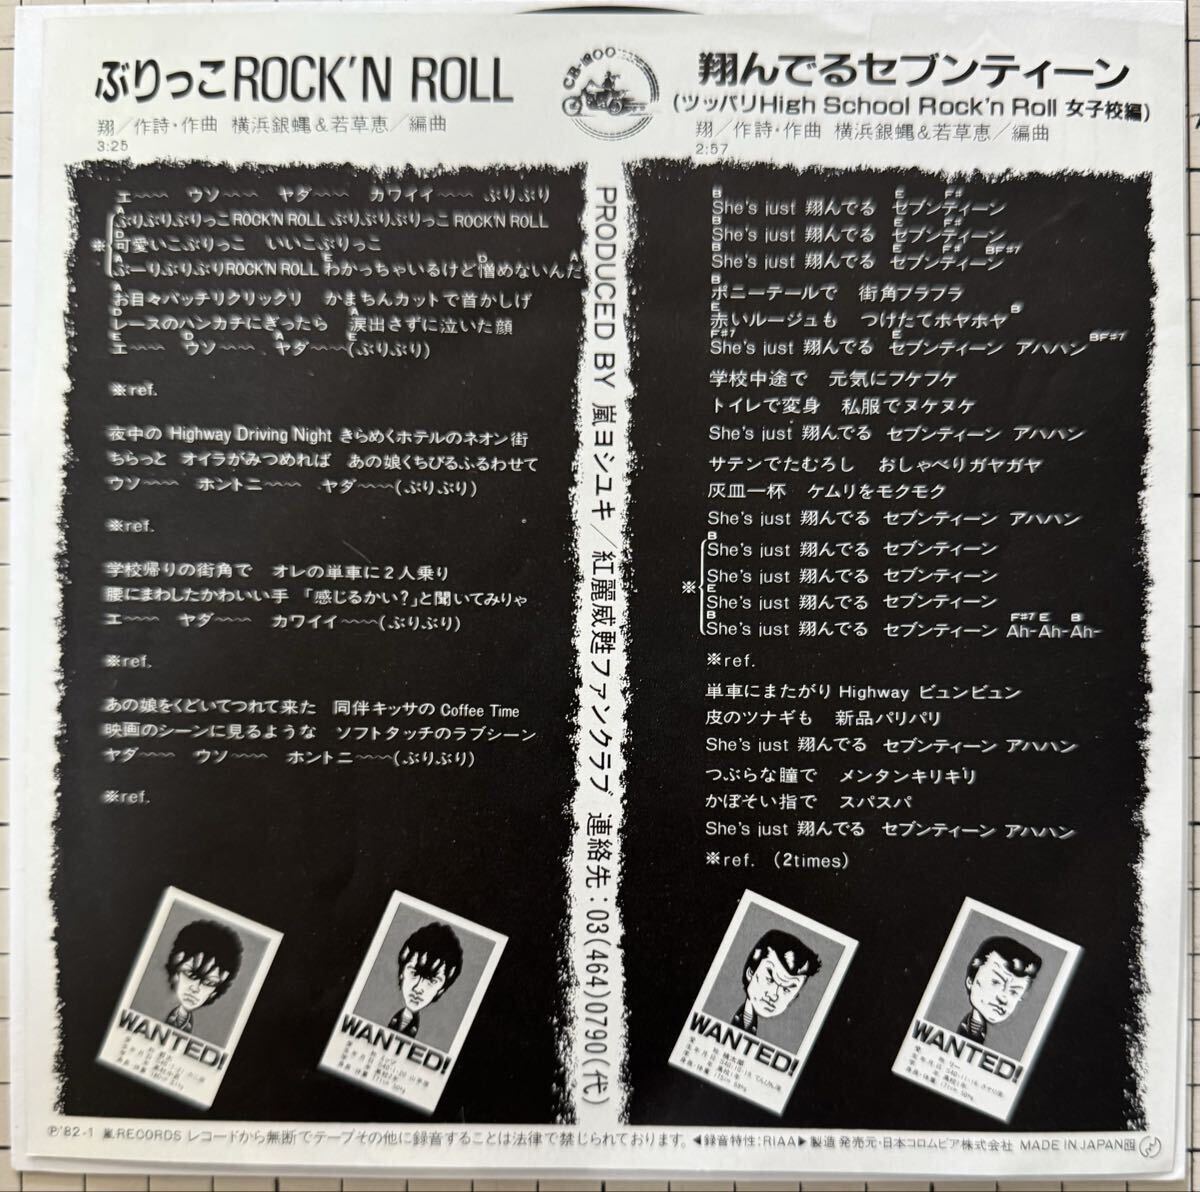 ぶりっこROCK'N ROLL
翔／作詩・作曲 横浜銀蝿＆若草恵／編曲
3:25
CB-1200
翔んでるセブンティーン
(ツッパリHigh School Rock'n Roll 女子校編)
翔／作詩・作曲 横浜銀蝿＆若草恵／編曲
2:57
エ〜〜 ウソ〜〜 ヤダ〜〜 カワイイ〜〜 ぶりぶり
A
ぶりぶりぶりっこROCK'N ROLL ぶりぶりぶりっこROCK'N ROLL
D
※可愛いこぶりっこ いいこぶりっこ
A E D A
ぶーりぶりぶりROCK'N ROLL わかっちゃいるけど憎めないんだ
A
お目々パッチリクリックリ かまちんカットで首かしげ
D A
レースのハンカチにぎったら 涙出さずに泣いた顔
E D A E
エ〜〜 ウソ〜〜 ヤダ〜〜(ぶりぶり)
※ref.
夜中の Highway Driving Night きらめくホテルのネオン街
ちらっと オイラがみつめれば あの娘くちびるふるわせて
ウソ〜〜 ホントニ〜〜 ヤダ〜〜(ぶりぶり)
※ref.
学校帰りの街角で オレの単車に2人乗り
腰にまわしたかわいい手 「感じるかい?」と聞いてみりゃ
エ〜〜 ヤダ〜〜 カワイイ〜〜(ぶりぶり)
※ref.
あの娘をくどいてつれて来た 同伴キッサの Coffee Time
映画のシーンに見るような ソフトタッチのラブシーン
ヤダ〜〜 ウソ〜〜 ホントニ〜〜(ぶりぶり)
※ref.
PRODUCED BY 嵐ヨシユキ／紅麗威甦ファンクラブ 連絡先：03(464)0790(代)
B E F#
She's just 翔んでる セブンティーン
B E F#
She's just 翔んでる セブンティーン
B E F# BF#7
She's just 翔んでる セブンティーン
B
ポニーテールで 街角フラフラ
E B
赤いルージュも つけたてホヤホヤ
F#7 E BF#7
She's just 翔んでる セブンティーン アハハン
学校中途で 元気にフケフケ
トイレで変身 私服でヌケヌケ
She's just 翔んでる セブンティーン アハハン
サテンでたむろし おしゃべりガヤガヤ
灰皿一杯 ケムリをモクモク
She's just 翔んでる セブンティーン アハハン
B
She's just 翔んでる セブンティーン
She's just 翔んでる セブンティーン
E
※She's just 翔んでる セブンティーン
B F#7 E B
She's just 翔んでる セブンティーン Ah-Ah-Ah-
※ref.
単車にまたがり Highway ビュンビュン
皮のツナギも 新品パリパリ
She's just 翔んでる セブンティーン アハハン
つぶらな瞳で メンタンキリキリ
かぼそい指で スパスパ
She's just 翔んでる セブンティーン アハハン
※ref. (2times)
WANTED!
WANTED!
WANTED!
WANTED!
Ⓟ'82-1 嵐RECORDS レコードから無断でテープその他に録音することは法律で禁じられております。◀録音特性：RIAA▶製造発売元・日本コロムビア株式会社 MADE IN JAPAN